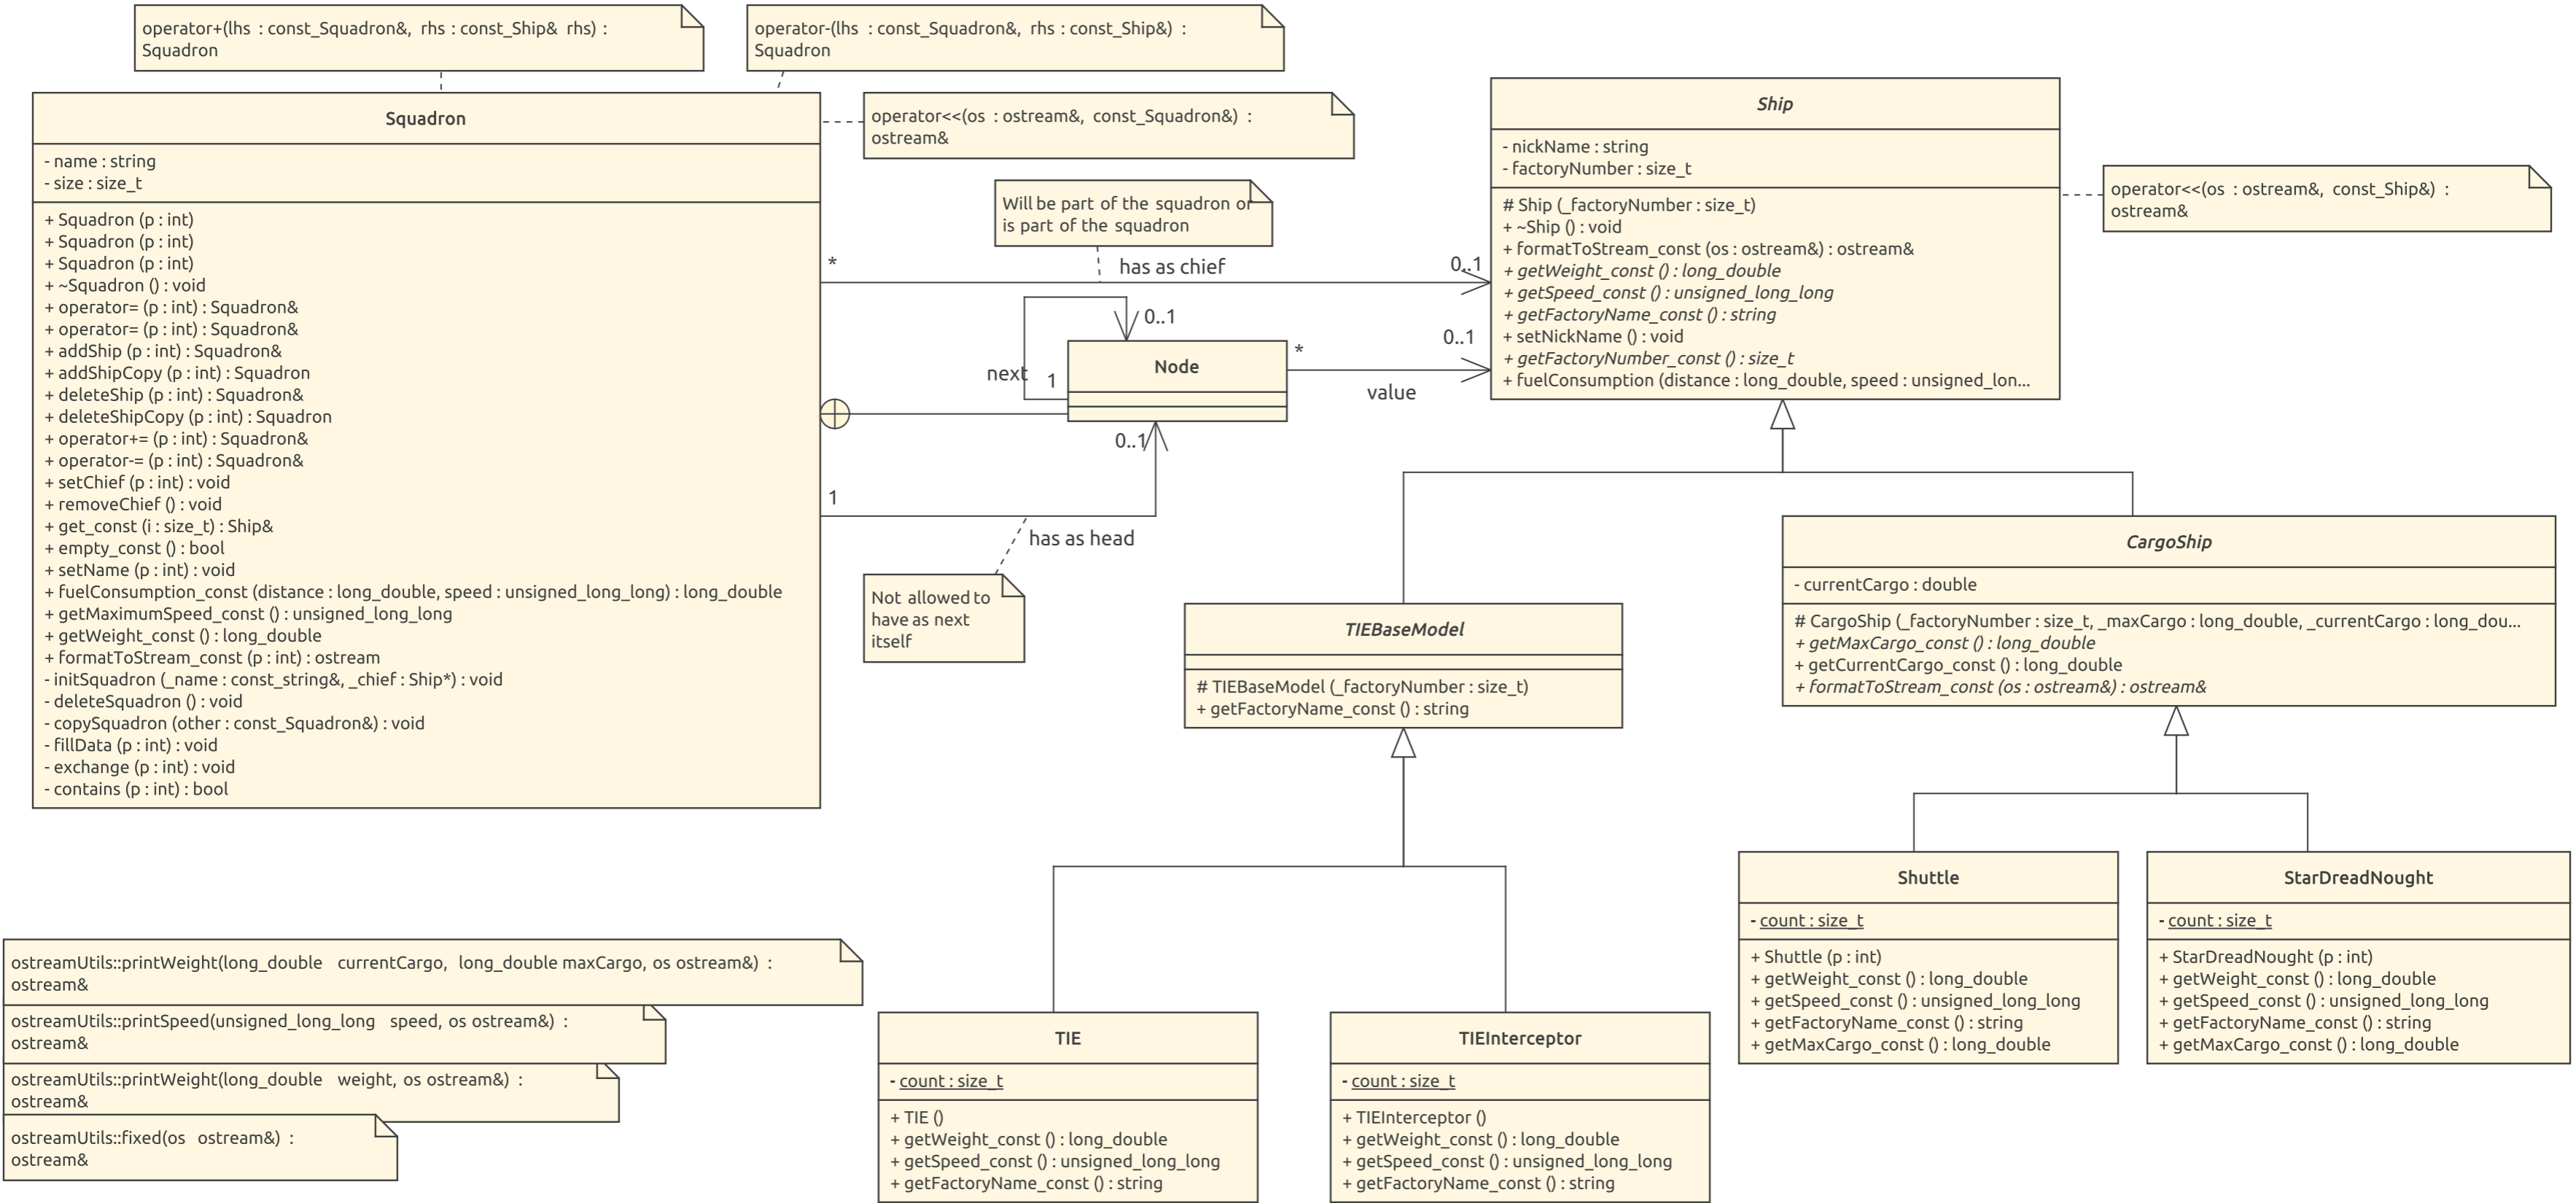 operator+(lhs : const_Squadron&, rhs : const_Ship& rhs) :
Squadron
operator-(lhs : const_Squadron&, rhs : const_Ship&) :
Squadron
Squadron
- name : string
- size : size_t
+ Squadron (p : int)
+ Squadron (p : int)
+ Squadron (p : int)
+ ~Squadron () : void
+ operator= (p : int) : Squadron&
+ operator= (p : int) : Squadron&
+ addShip (p : int) : Squadron&
+ addShipCopy (p : int) : Squadron
+ deleteShip (p : int) : Squadron&
+ deleteShipCopy (p : int) : Squadron
+ operator+= (p : int) : Squadron&
+ operator-= (p : int) : Squadron&
+ setChief (p : int) : void
+ removeChief () : void
+ get_const (i : size_t) : Ship&
+ empty_const () : bool
+ setName (p : int) : void
+ fuelConsumption_const (distance : long_double, speed : unsigned_long_long) : long_double
+ getMaximumSpeed_const () : unsigned_long_long
+ getWeight_const () : long_double
+ formatToStream_const (p : int) : ostream
- initSquadron (_name : const_string&, _chief : Ship*) : void
- deleteSquadron () : void
- copySquadron (other : const_Squadron&) : void
- fillData (p : int) : void
- exchange (p : int) : void
- contains (p : int) : bool
operator<<(os : ostream&, const_Squadron&) :
ostream&
Will be part of the squadron or
is part of the squadron
*
has as chief
0..1
0..1
next
1
Node
*
value
0..1
0..1
1
has as head
Not allowed to
have as next
itself
Ship
- nickName : string
- factoryNumber : size_t
# Ship (_factoryNumber : size_t)
+ ~Ship () : void
+ formatToStream_const (os : ostream&) : ostream&
+ getWeight_const () : long_double
+ getSpeed_const () : unsigned_long_long
+ getFactoryName_const () : string
+ setNickName () : void
+ getFactoryNumber_const () : size_t
+ fuelConsumption (distance : long_double, speed : unsigned_lon...
operator<<(os : ostream&, const_Ship&) :
ostream&
TIEBaseModel
# TIEBaseModel (_factoryNumber : size_t)
+ getFactoryName_const () : string
CargoShip
- currentCargo : double
# CargoShip (_factoryNumber : size_t, _maxCargo : long_double, _currentCargo : long_dou...
+ getMaxCargo_const () : long_double
+ getCurrentCargo_const () : long_double
+ formatToStream_const (os : ostream&) : ostream&
Shuttle
- count : size_t
+ Shuttle (p : int)
+ getWeight_const () : long_double
+ getSpeed_const () : unsigned_long_long
+ getFactoryName_const () : string
+ getMaxCargo_const () : long_double
StarDreadNought
- count : size_t
+ StarDreadNought (p : int)
+ getWeight_const () : long_double
+ getSpeed_const () : unsigned_long_long
+ getFactoryName_const () : string
+ getMaxCargo_const () : long_double
ostreamUtils::printWeight(long_double currentCargo, long_double maxCargo, os ostream&) :
ostream&
ostreamUtils::printSpeed(unsigned_long_long speed, os ostream&) :
ostream&
ostreamUtils::printWeight(long_double weight, os ostream&) :
ostream&
ostreamUtils::fixed(os ostream&) :
ostream&
TIE
- count : size_t
+ TIE ()
+ getWeight_const () : long_double
+ getSpeed_const () : unsigned_long_long
+ getFactoryName_const () : string
TIEInterceptor
- count : size_t
+ TIEInterceptor ()
+ getWeight_const () : long_double
+ getSpeed_const () : unsigned_long_long
+ getFactoryName_const () : string